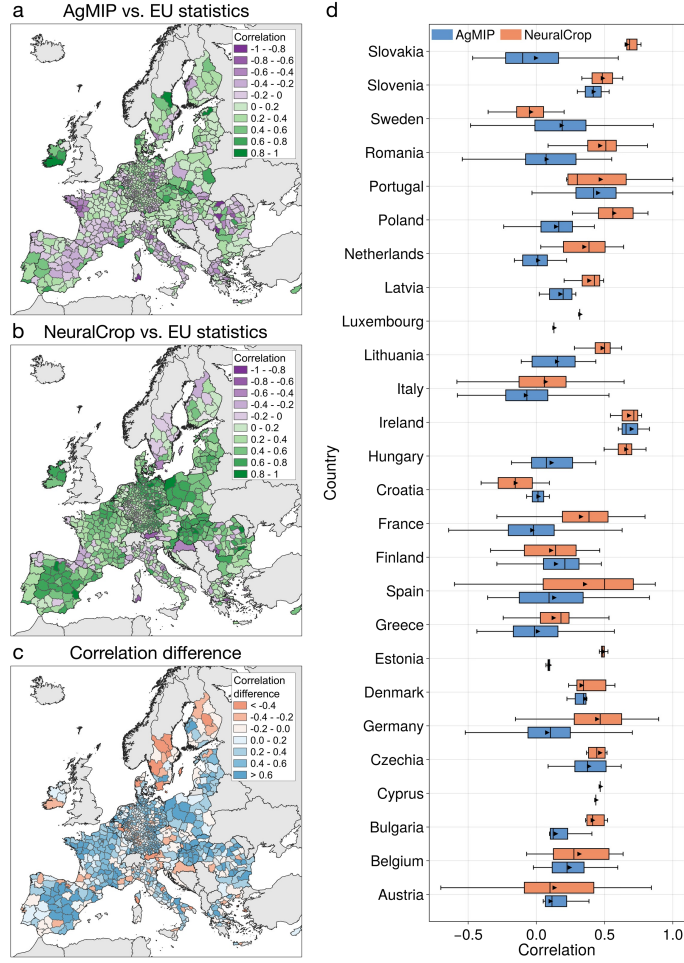 a
AgMIP vs. EU statistics
Correlation
-1 - -0.8
-0.8 - -0.6
-0.6 - -0.4
-0.4 - -0.2
-0.2 - 0
0 - 0.2
0.2 - 0.4
0.4 - 0.6
0.6 - 0.8
0.8 - 1
b
NeuralCrop vs. EU statistics
Correlation
-1 - -0.8
-0.8 - -0.6
-0.6 - -0.4
-0.4 - -0.2
-0.2 - 0
0 - 0.2
0.2 - 0.4
0.4 - 0.6
0.6 - 0.8
0.8 - 1
c
Correlation difference
Correlation
difference
< -0.4
-0.4 - -0.2
-0.2 - 0.0
0.0 - 0.2
0.2 - 0.4
0.4 - 0.6
> 0.6
d
AgMIP NeuralCrop
Country
Slovakia
Slovenia
Sweden
Romania
Portugal
Poland
Netherlands
Latvia
Luxembourg
Lithuania
Italy
Ireland
Hungary
Croatia
France
Finland
Spain
Greece
Estonia
Denmark
Germany
Czechia
Cyprus
Bulgaria
Belgium
Austria
−0.5 0.0 0.5 1.0
Correlation